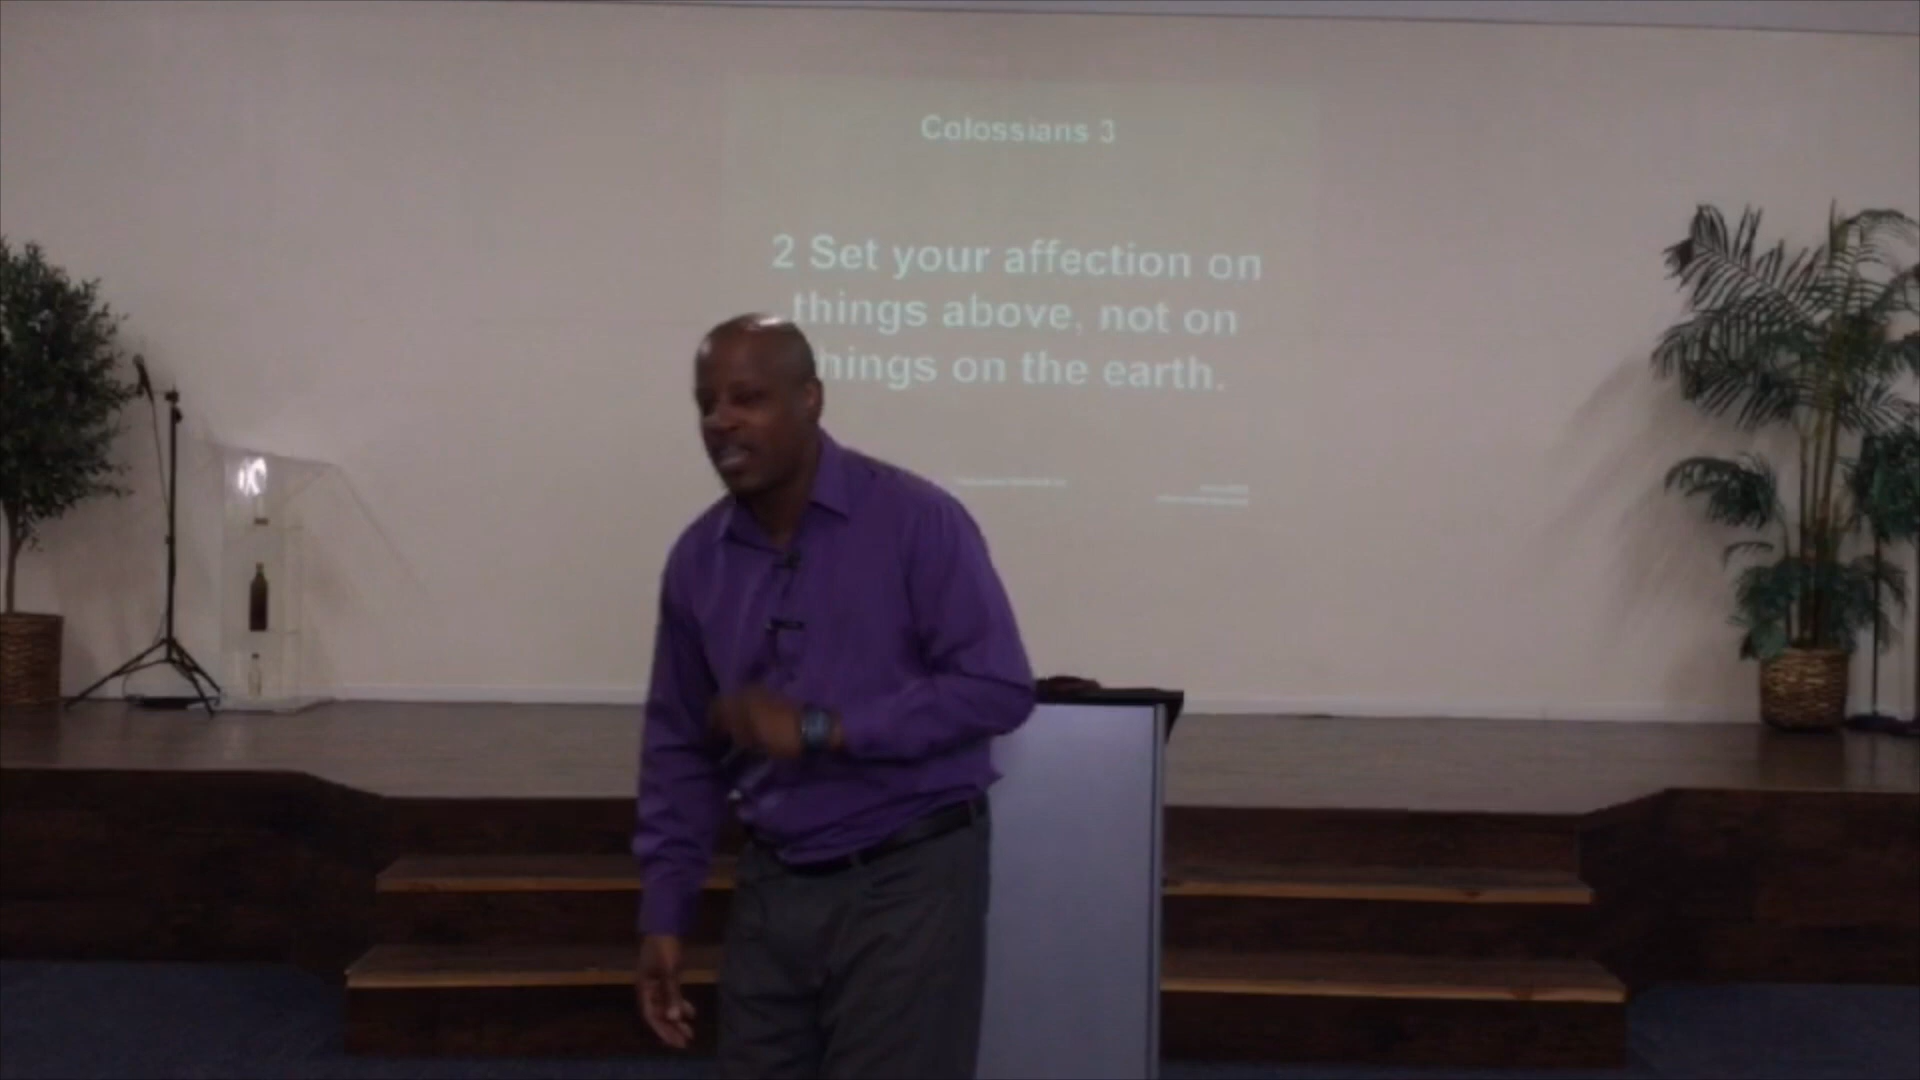 Colossians 3
2 Set your affection on
things above, not on
hings on the earth.